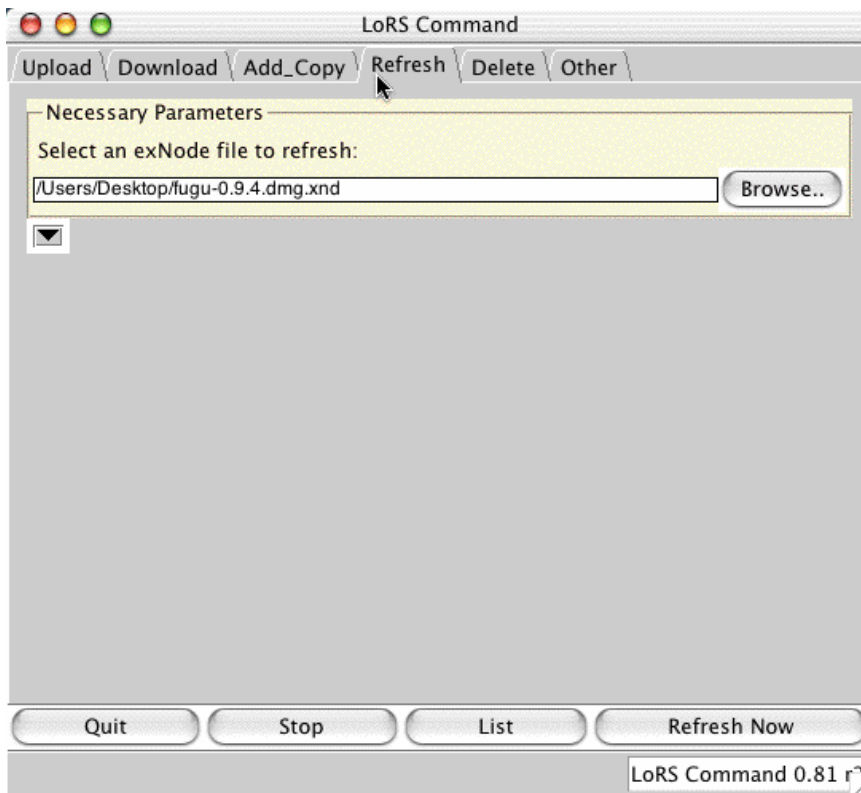 LoRS Command
Upload Download Add_Copy Refresh Delete Other
Necessary Parameters
Select an exNode file to refresh:
/Users/Desktop/fugu-0.9.4.dmg.xnd Browse..
Quit Stop List Refresh Now
LoRS Command 0.81